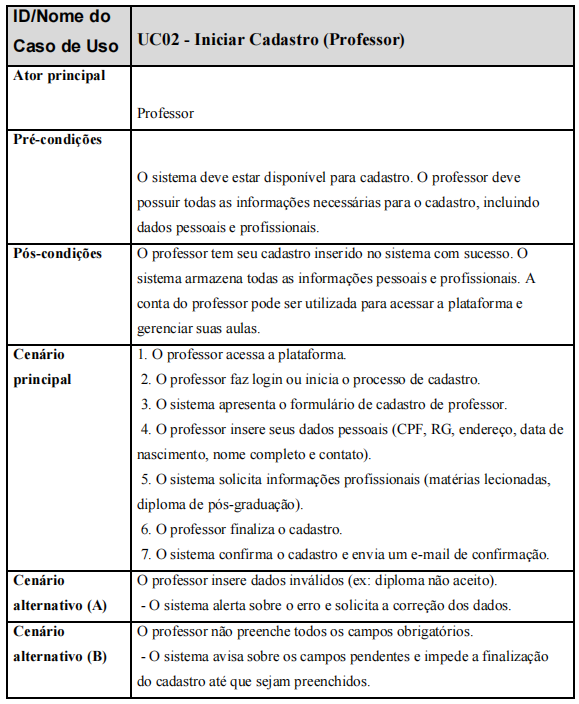 ID/Nome do
Caso de Uso
UC02 - Iniciar Cadastro (Professor)
Ator principal
Professor
Pré-condições
O sistema deve estar disponível para cadastro. O professor deve
possuir todas as informações necessárias para o cadastro, incluindo
dados pessoais e profissionais.
Pós-condições
O professor tem seu cadastro inserido no sistema com sucesso. O
sistema armazena todas as informações pessoais e profissionais. A
conta do professor pode ser utilizada para acessar a plataforma e
gerenciar suas aulas.
Cenário
principal
1. O professor acessa a plataforma.
2. O professor faz login ou inicia o processo de cadastro.
3. O sistema apresenta o formulário de cadastro de professor.
4. O professor insere seus dados pessoais (CPF, RG, endereço, data de
nascimento, nome completo e contato).
5. O sistema solicita informações profissionais (matérias lecionadas,
diploma de pós-graduação).
6. O professor finaliza o cadastro.
7. O sistema confirma o cadastro e envia um e-mail de confirmação.
Cenário
alternativo (A)
O professor insere dados inválidos (ex: diploma não aceito).
- O sistema alerta sobre o erro e solicita a correção dos dados.
Cenário
alternativo (B)
O professor não preenche todos os campos obrigatórios.
- O sistema avisa sobre os campos pendentes e impede a finalização
do cadastro até que sejam preenchidos.